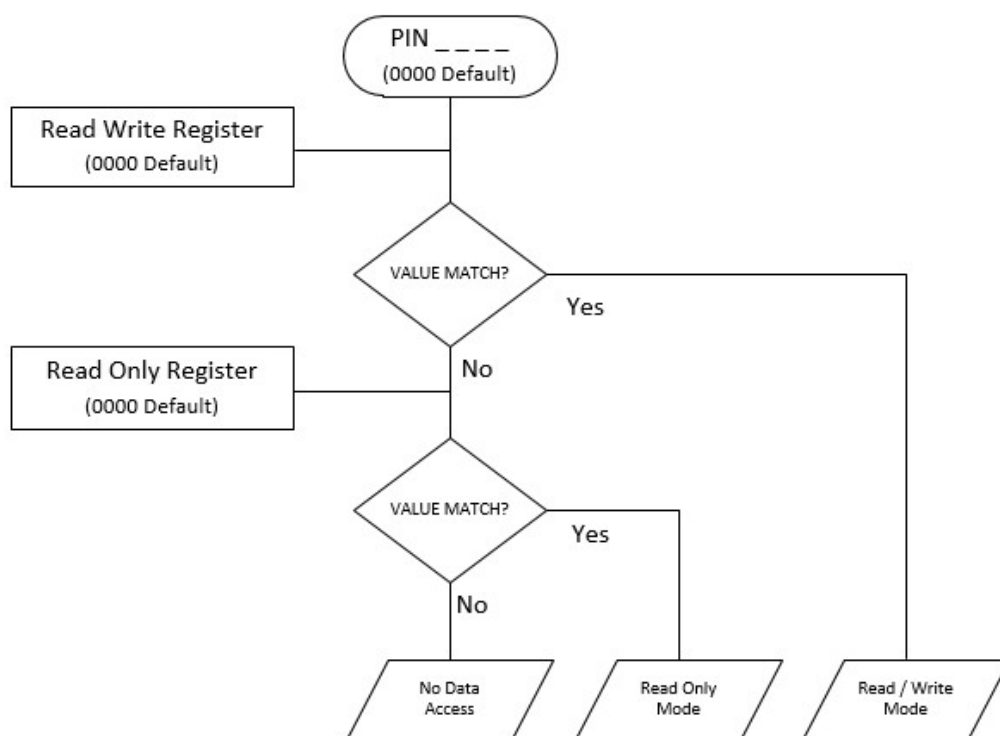 PIN _ _ _ _
(0000 Default)
Read Write Register
(0000 Default)
VALUE MATCH?
Yes
No
Read Only Register
(0000 Default)
VALUE MATCH?
Yes
No
No Data
Access
Read Only
Mode
Read / Write
Mode